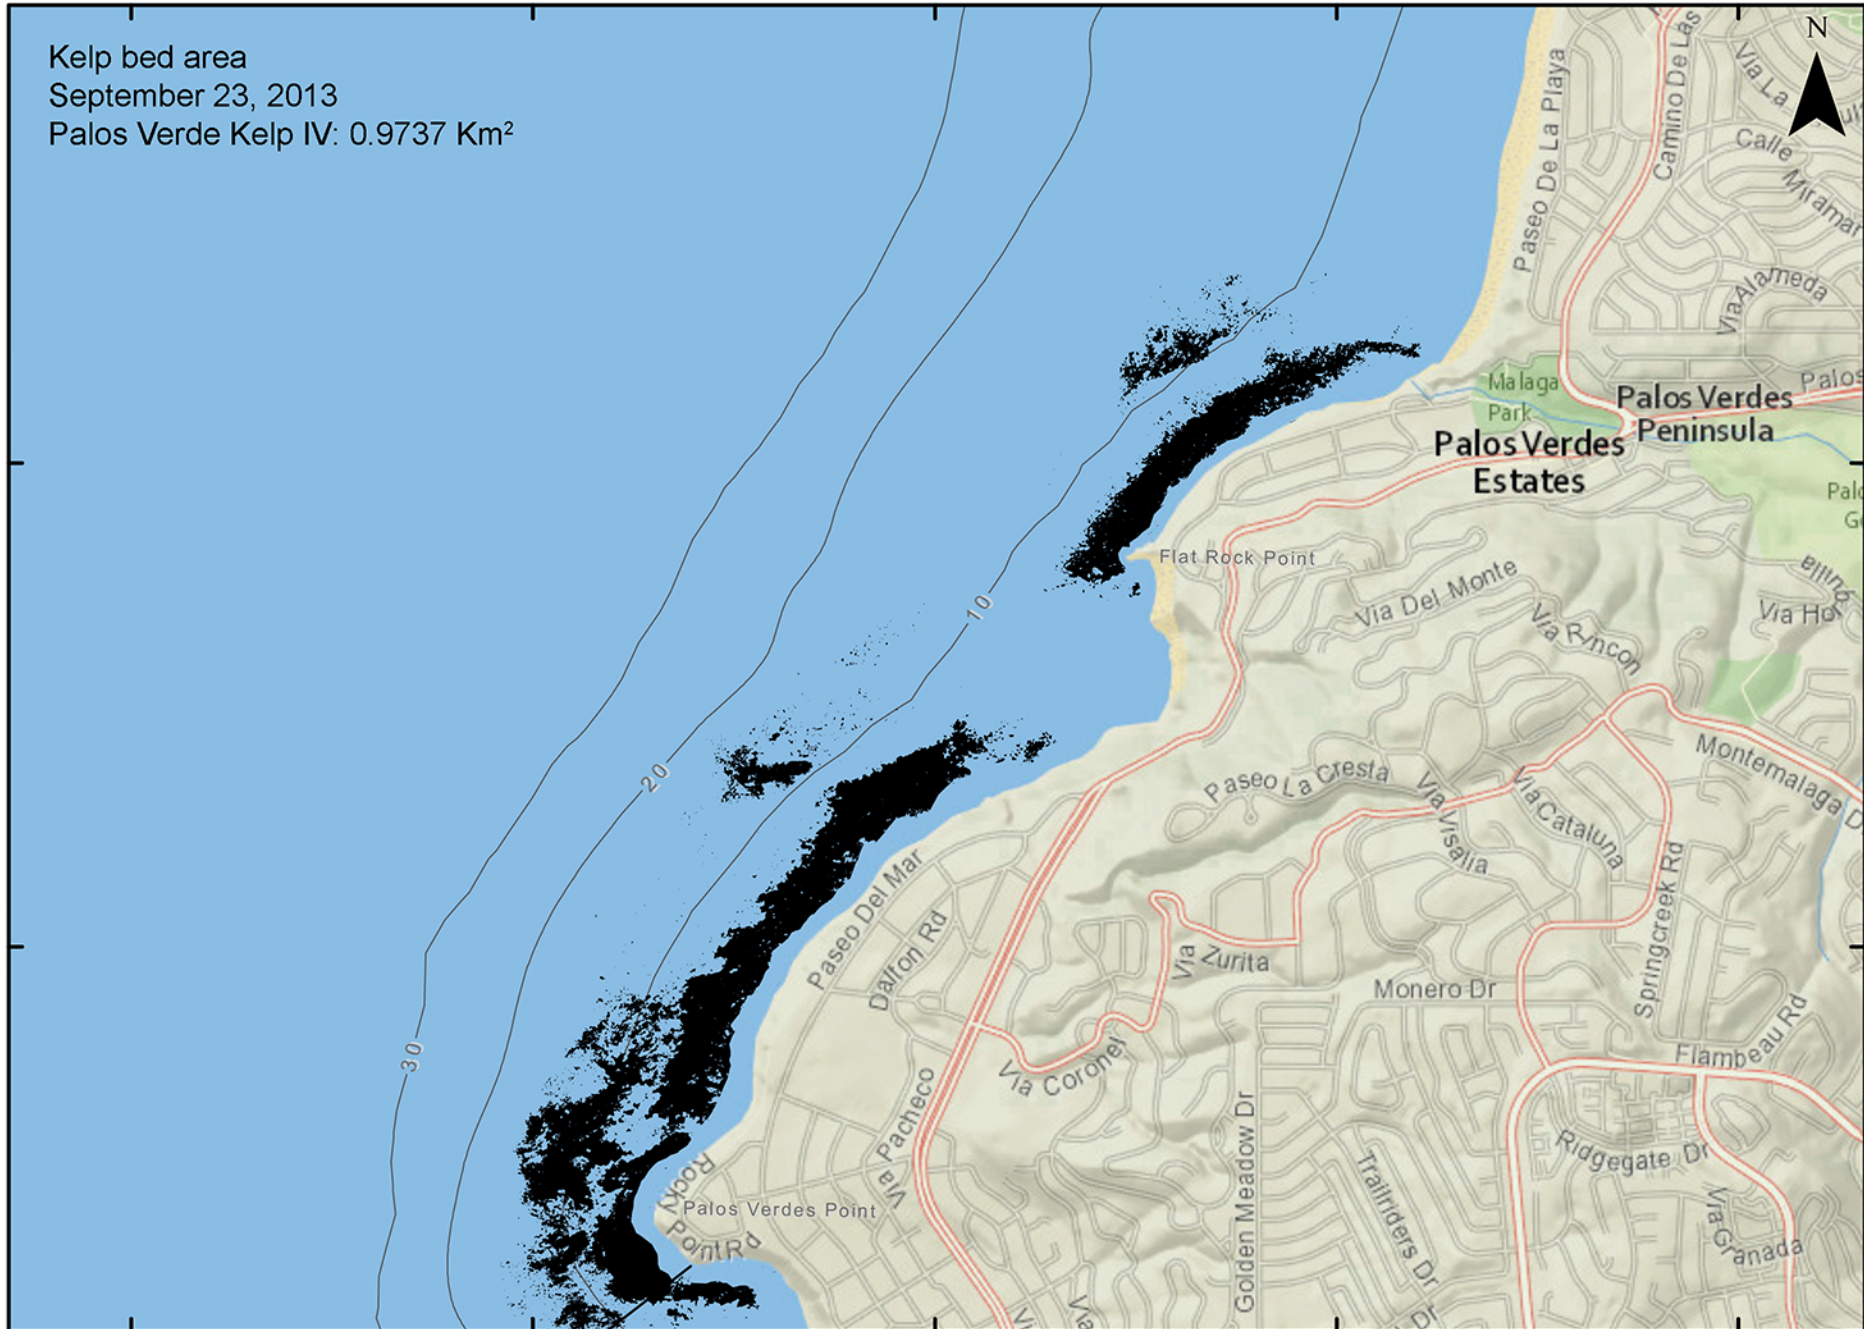 Kelp bed area
September 23, 2013
Palos Verde Kelp IV: 0.9737 Km²
N
Paseo De La Playa
Camino De Las
Via La
Calle
Miramar
Via Alameda
Malaga
Park
Palos Verdes
Peninsula
Palos
Palos Verdes
Estates
Flat Rock Point
Via Del Monte
Via Rincon
10
20
30
Paseo La Cresta
Via Visalia
Via Cataluna
Montemalaga D
Springcreek Rd
Paseo Del Mar
Dalton Rd
Via Zurita
Monero Dr
Via Coronel
Flambeau Rd
Via Pacheco
Golden Meadow Dr
Trailriders Dr
Ridgegate Dr
Via Granada
Rocky Point Rd
Palos Verdes Point
Via
Dr